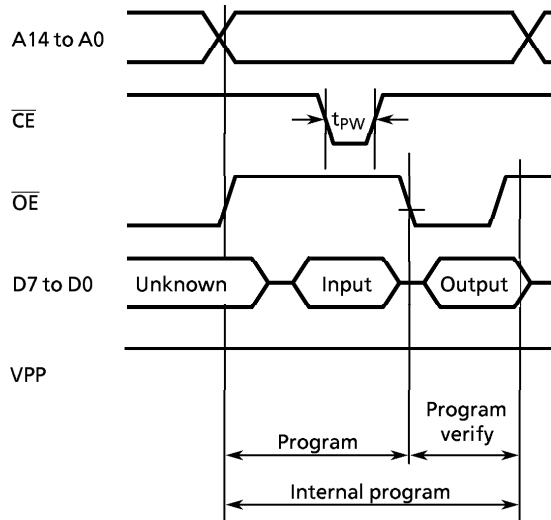 A14 to A0
CE
tPW
OE
D7 to D0
Unknown
Input
Output
VPP
Program
Program
verify
Internal program